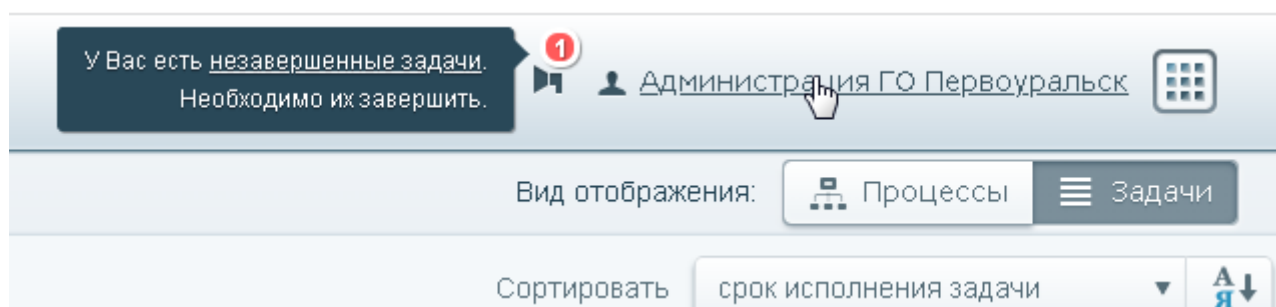 У Вас есть незавершенные задачи.
Необходимо их завершить.
1
Администрация ГО Первоуральск
Вид отображения: Процессы Задачи
Сортировать срок исполнения задачи А Я